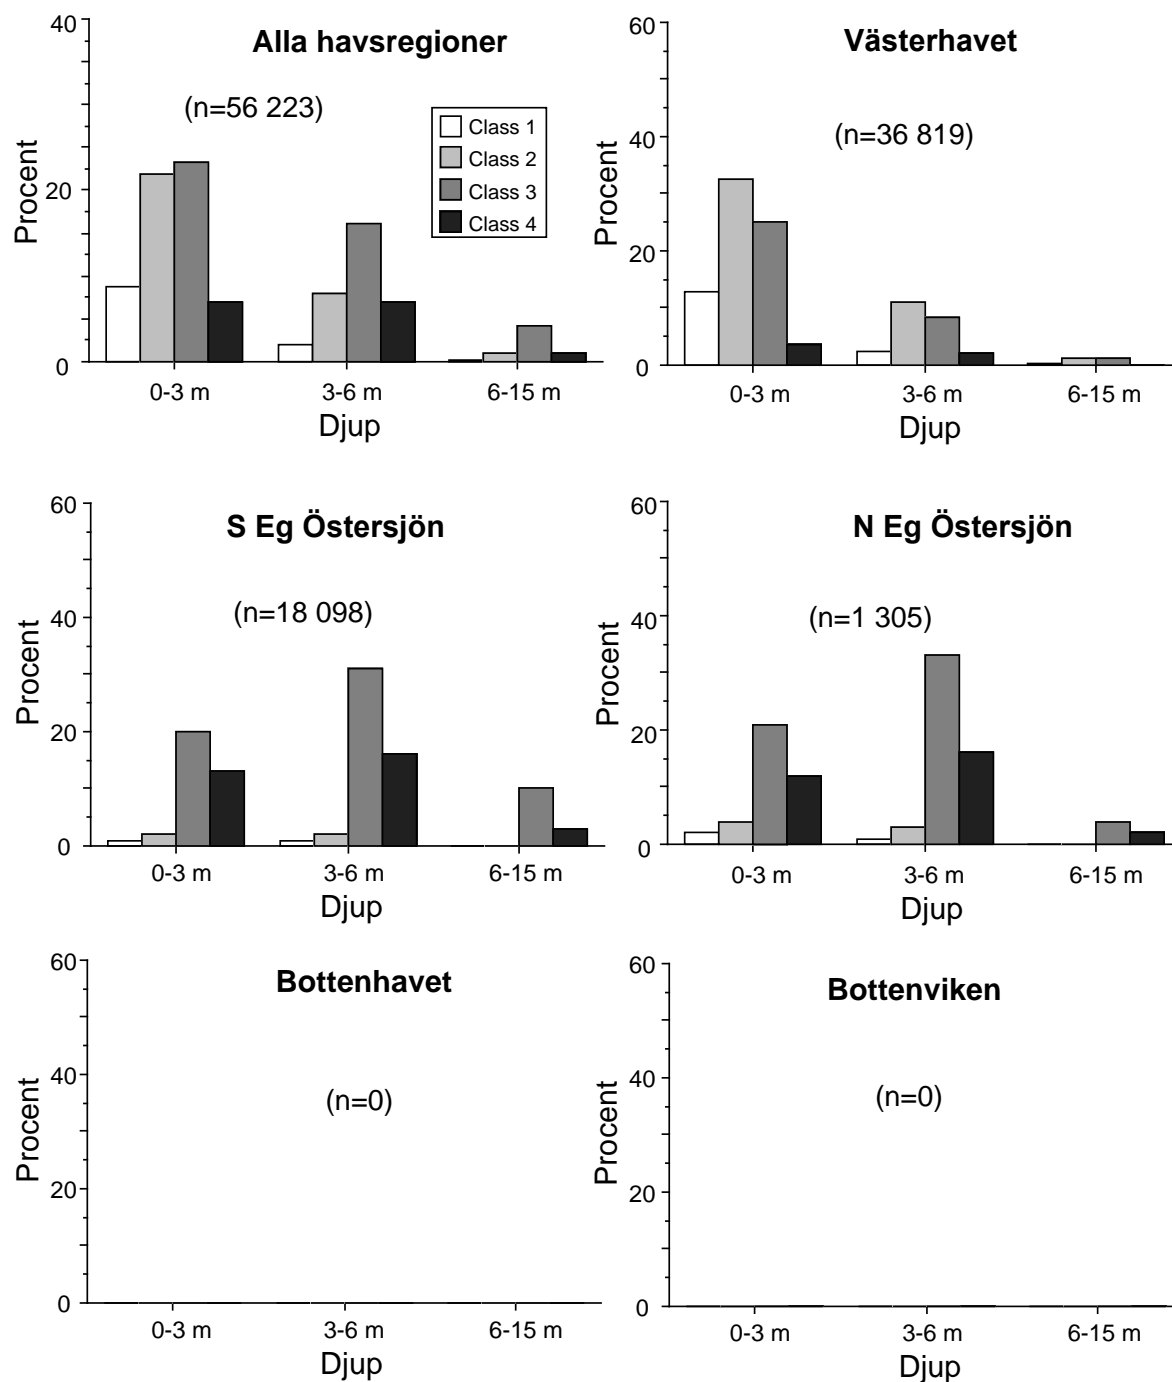 Alla havsregioner
(n=56 223)
Class 1
Class 2
Class 3
Class 4
Procent
40
20
0
0-3 m
3-6 m
6-15 m
Djup
Västerhavet
(n=36 819)
Procent
60
40
20
0
0-3 m
3-6 m
6-15 m
Djup
S Eg Östersjön
(n=18 098)
Procent
60
40
20
0
0-3 m
3-6 m
6-15 m
Djup
N Eg Östersjön
(n=1 305)
Procent
60
40
20
0
0-3 m
3-6 m
6-15 m
Djup
Bottenhavet
(n=0)
Procent
60
40
20
0
0-3 m
3-6 m
6-15 m
Djup
Bottenviken
(n=0)
Procent
60
40
20
0
0-3 m
3-6 m
6-15 m
Djup